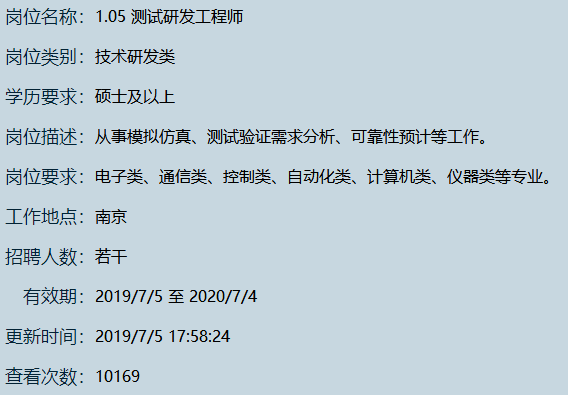 岗位名称：1.05 测试研发工程师
岗位类别：技术研发类
学历要求：硕士及以上
岗位描述：从事模拟仿真、测试验证需求分析、可靠性预计等工作。
岗位要求：电子类、通信类、控制类、自动化类、计算机类、仪器类等专业。
工作地点：南京
招聘人数：若干
有效期：2019/7/5 至 2020/7/4
更新时间：2019/7/5 17:58:24
查看次数：10169